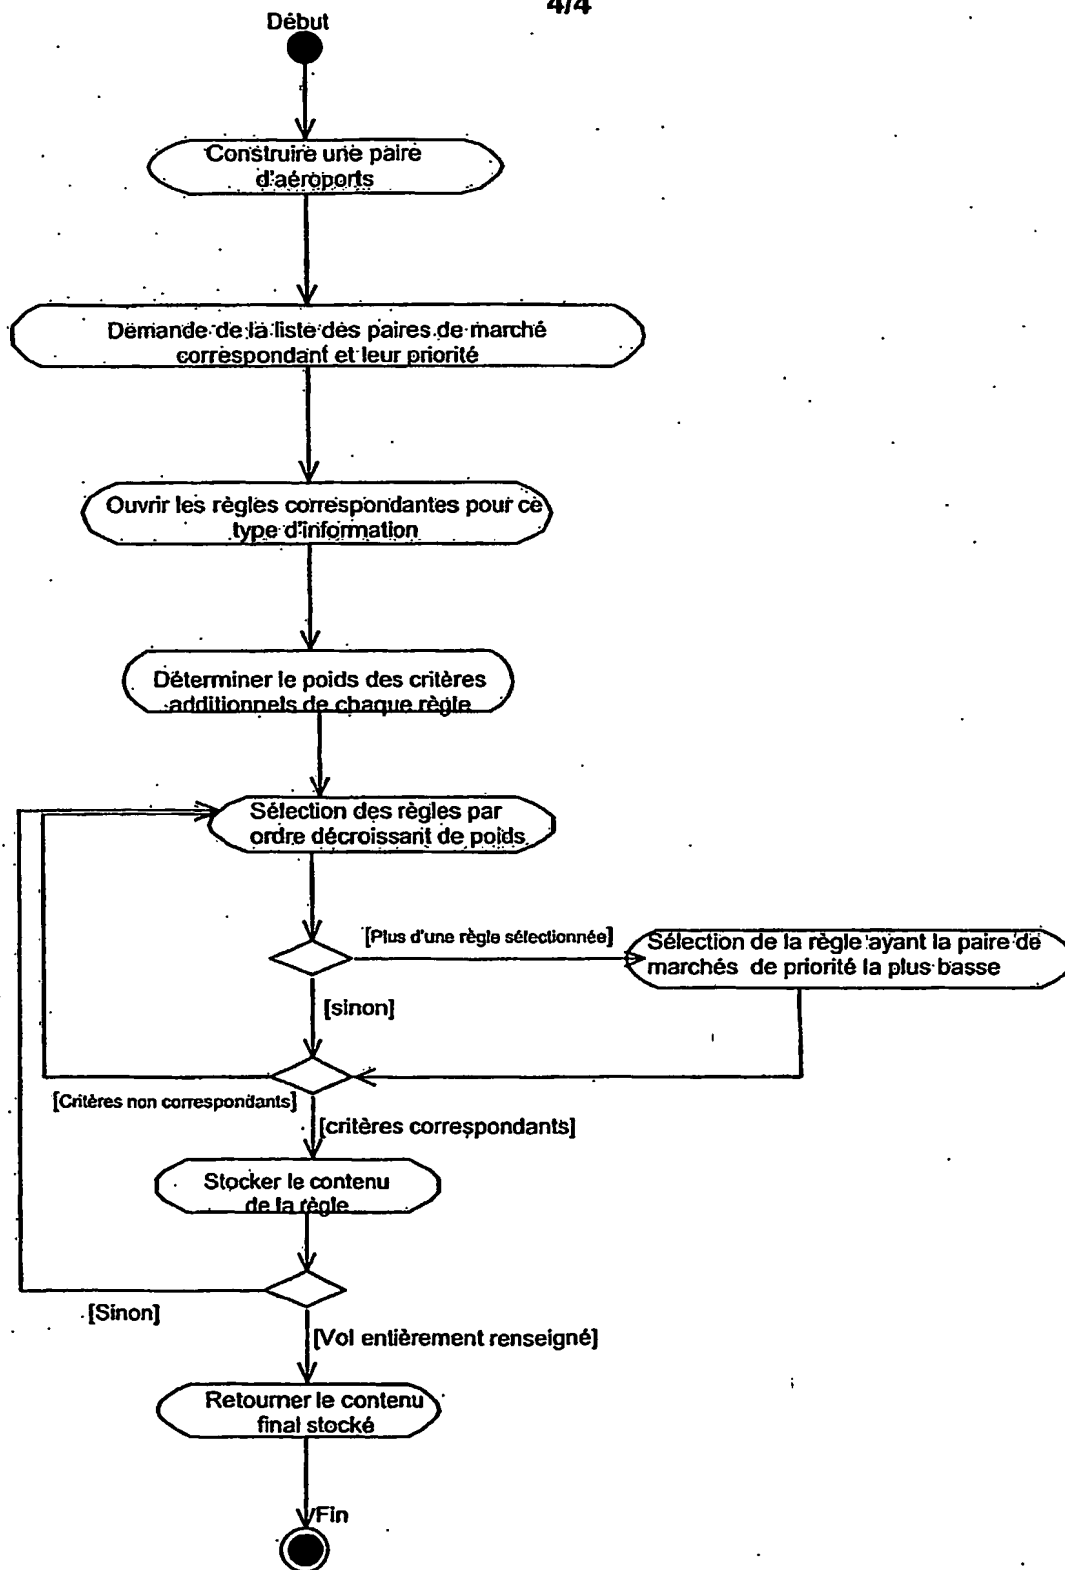 4/4
Début
Construire une paire
d'aéroports
Demande de la liste des paires de marché
correspondant et leur priorité
Ouvrir les règles correspondantes pour ce
type d'information
Déterminer le poids des critères
additionnels de chaque règle
Sélection des règles par
ordre décroissant de poids
[Plus d'une règle sélectionnée]
Sélection de la règle ayant la paire de
marchés de priorité la plus basse
[sinon]
[Critères non correspondants]
[critères correspondants]
Stocker le contenu
de la règle
[Sinon]
[Vol entièrement renseigné]
Retourner le contenu
final stocké
Fin